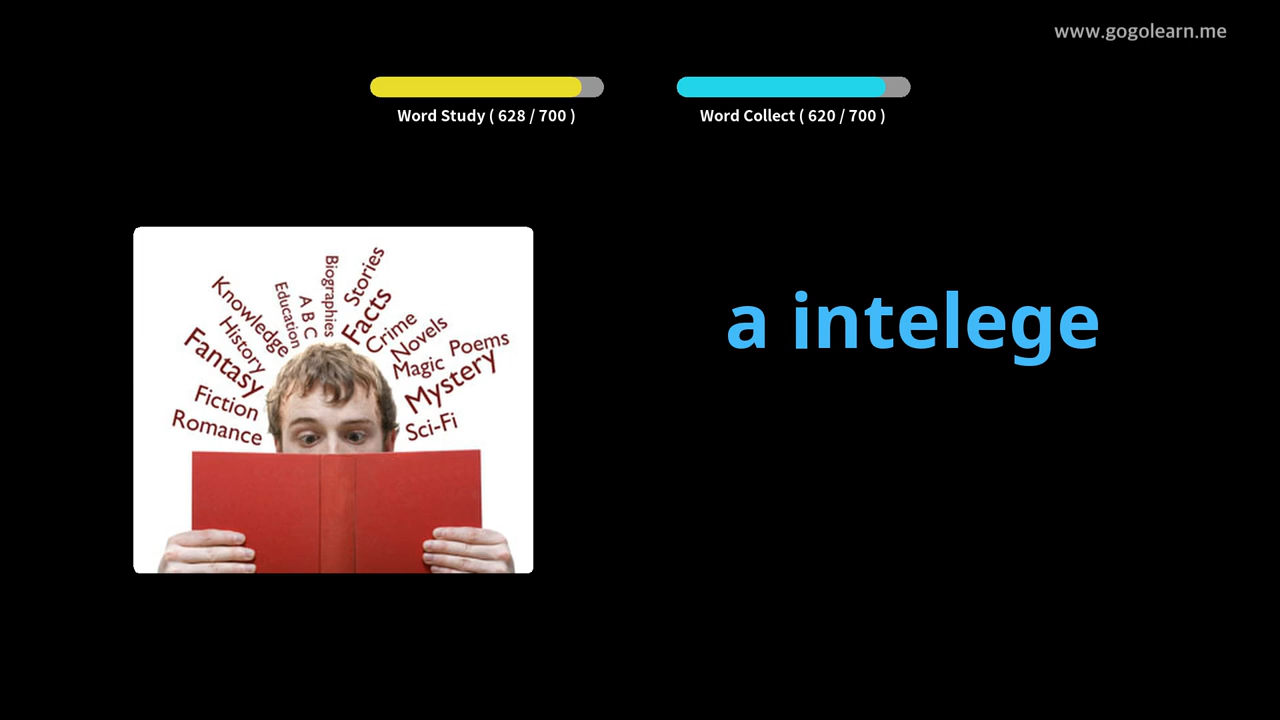 www.gogolearn.me
Word Study ( 628 / 700 )
Word Collect ( 620 / 700 )
a intelege
Biographies
Stories
Education
A B C
Facts
Knowledge
Crime
History
Novels
Poems
Fantasy
Magic
Mystery
Fiction
Romance
Sci-Fi